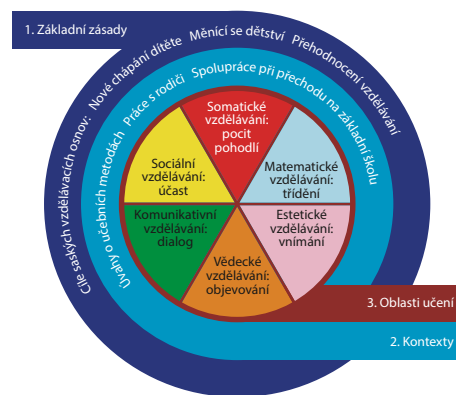 1. Základní zásady
Cíle saských vzdělávacích osnov: Nové chápání dítěte Měnící se dětství Přehodnocení vzdělávání
Úvahy o učebních metodách Práce s rodiči Spolupráce při přechodu na základní školu
Somatické
vzdělávání:
pocit
pohodlí
Sociální
vzdělávání:
účast
Matematické
vzdělávání:
třídění
Komunikativní
vzdělávání:
dialog
Estetické
vzdělávání:
vnímání
Vědecké
vzdělávání:
objevování
3. Oblasti učení
2. Kontexty